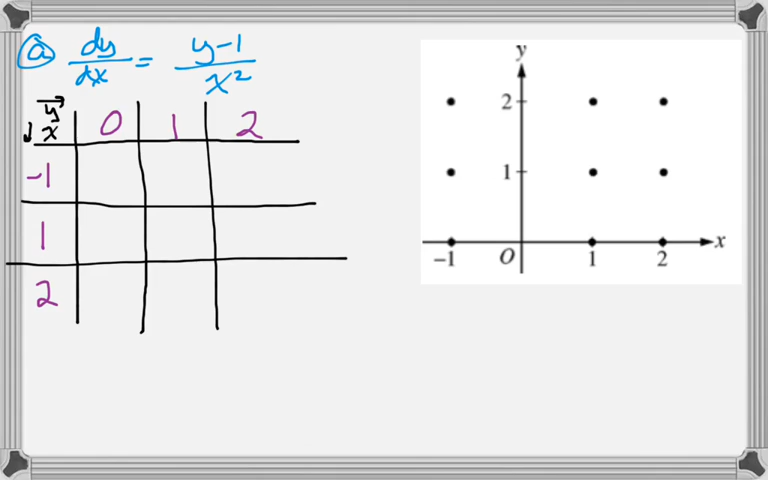 ⓐ dy/dx = y-1/x²
y →
↓ x 0 1 2
-1
1
2
y
2
1
-1 O 1 2 x